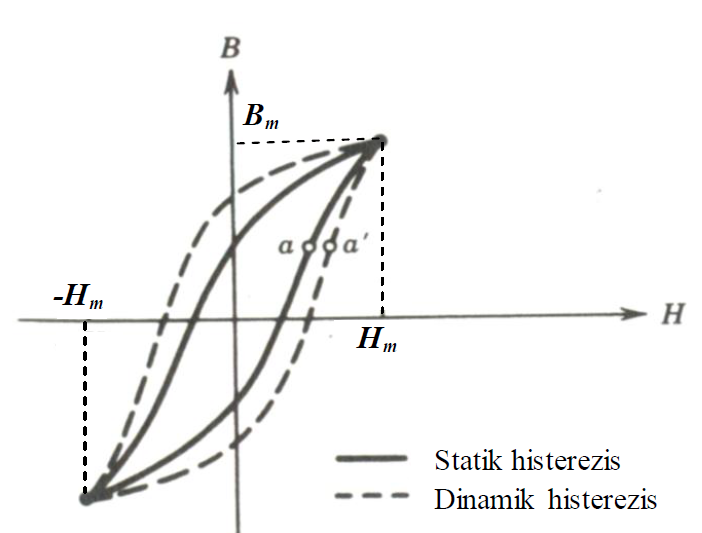 B
Bm
a a′
-Hm
H
Hm
Statik histerezis
Dinamik histerezis